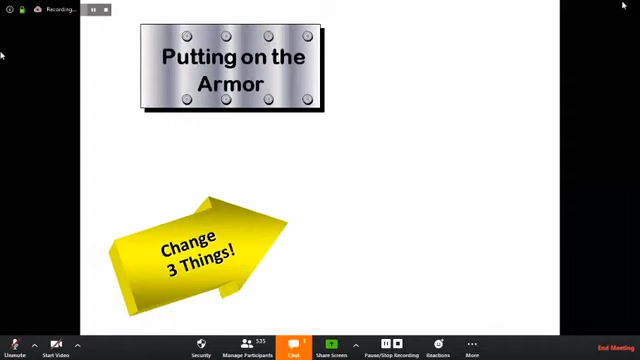 Recording...
Putting on the
Armor
Change
3 Things!
535
1
Unmute
Start Video
Security
Manage Participants
Chat
Share Screen
Pause/Stop Recording
Reactions
More
End Meeting